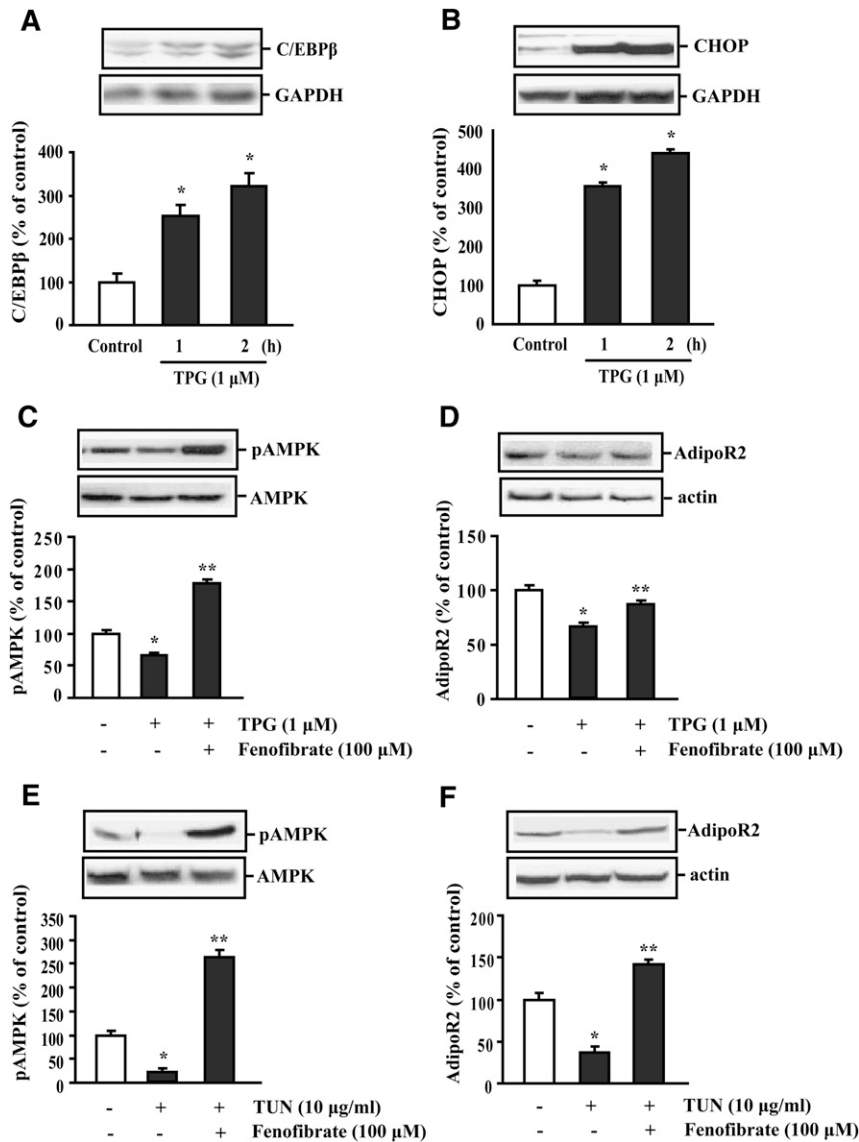 A
C/EBPβ
GAPDH
C/EBPβ (% of control)
400
300
200
100
0
*
*
Control 1 2 (h)
TPG (1 μM)
B
CHOP
GAPDH
CHOP (% of control)
500
400
300
200
100
0
*
*
Control 1 2 (h)
TPG (1 μM)
C
pAMPK
AMPK
pAMPK (% of control)
250
200
150
100
50
0
*
**
- + + TPG (1 μM)
- - + Fenofibrate (100 μM)
D
AdipoR2
actin
AdipoR2 (% of control)
150
100
50
0
*
**
- + + TPG (1 μM)
- - + Fenofibrate (100 μM)
E
pAMPK
AMPK
pAMPK (% of control)
350
300
250
200
150
100
50
0
*
**
- + + TUN (10 μg/ml)
- - + Fenofibrate (100 μM)
F
AdipoR2
actin
AdipoR2 (% of control)
200
150
100
50
0
*
**
- + + TUN (10 μg/ml)
- - + Fenofibrate (100 μM)